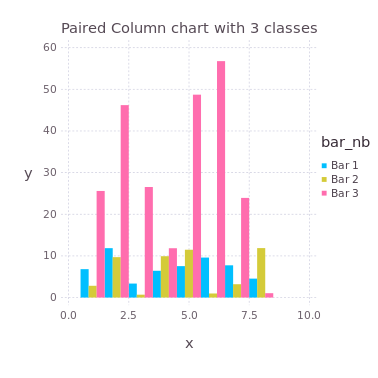 Paired Column chart with 3 classes
60
50
40
30
20
10
0
y
0.0 2.5 5.0 7.5 10.0
x
bar_nb
Bar 1
Bar 2
Bar 3